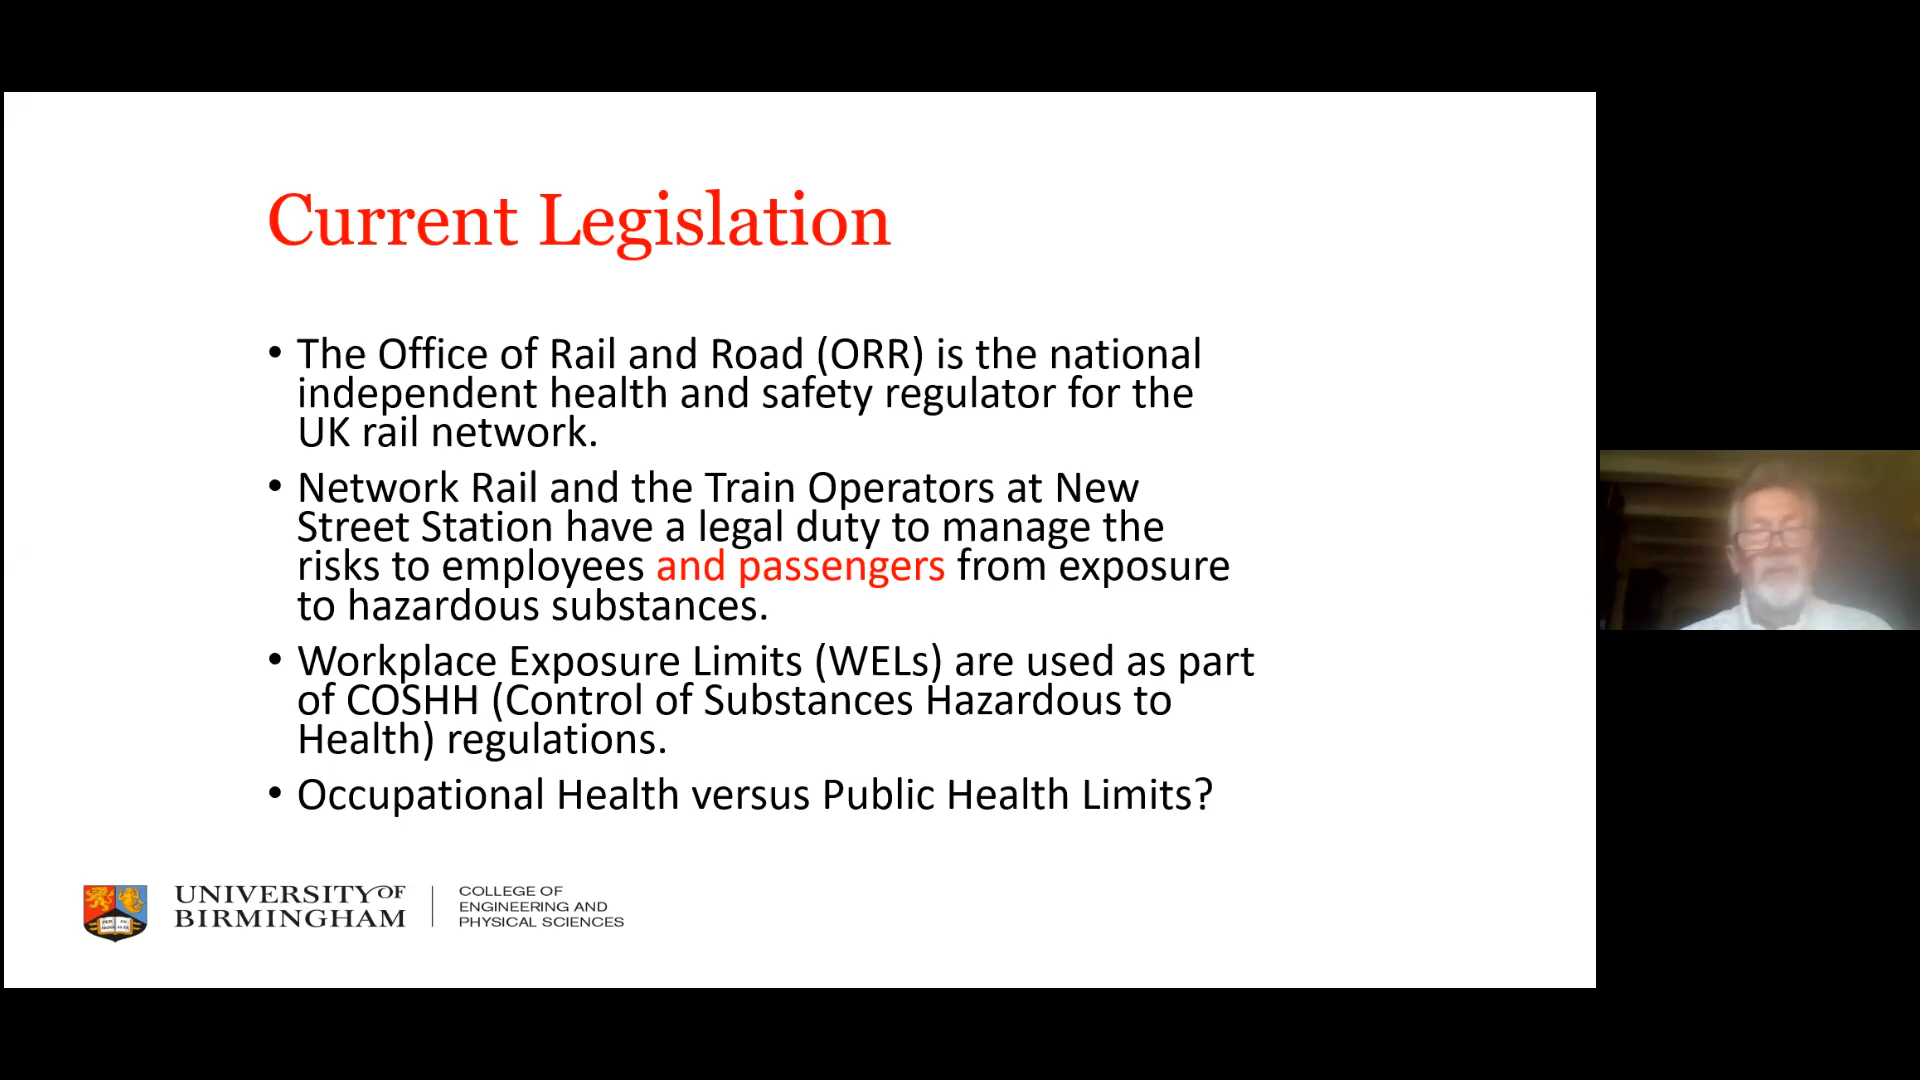 Current Legislation
• The Office of Rail and Road (ORR) is the national
independent health and safety regulator for the
UK rail network.
• Network Rail and the Train Operators at New
Street Station have a legal duty to manage the
risks to employees and passengers from exposure
to hazardous substances.
• Workplace Exposure Limits (WELs) are used as part
of COSHH (Control of Substances Hazardous to
Health) regulations.
• Occupational Health versus Public Health Limits?
UNIVERSITY OF
BIRMINGHAM
COLLEGE OF
ENGINEERING AND
PHYSICAL SCIENCES